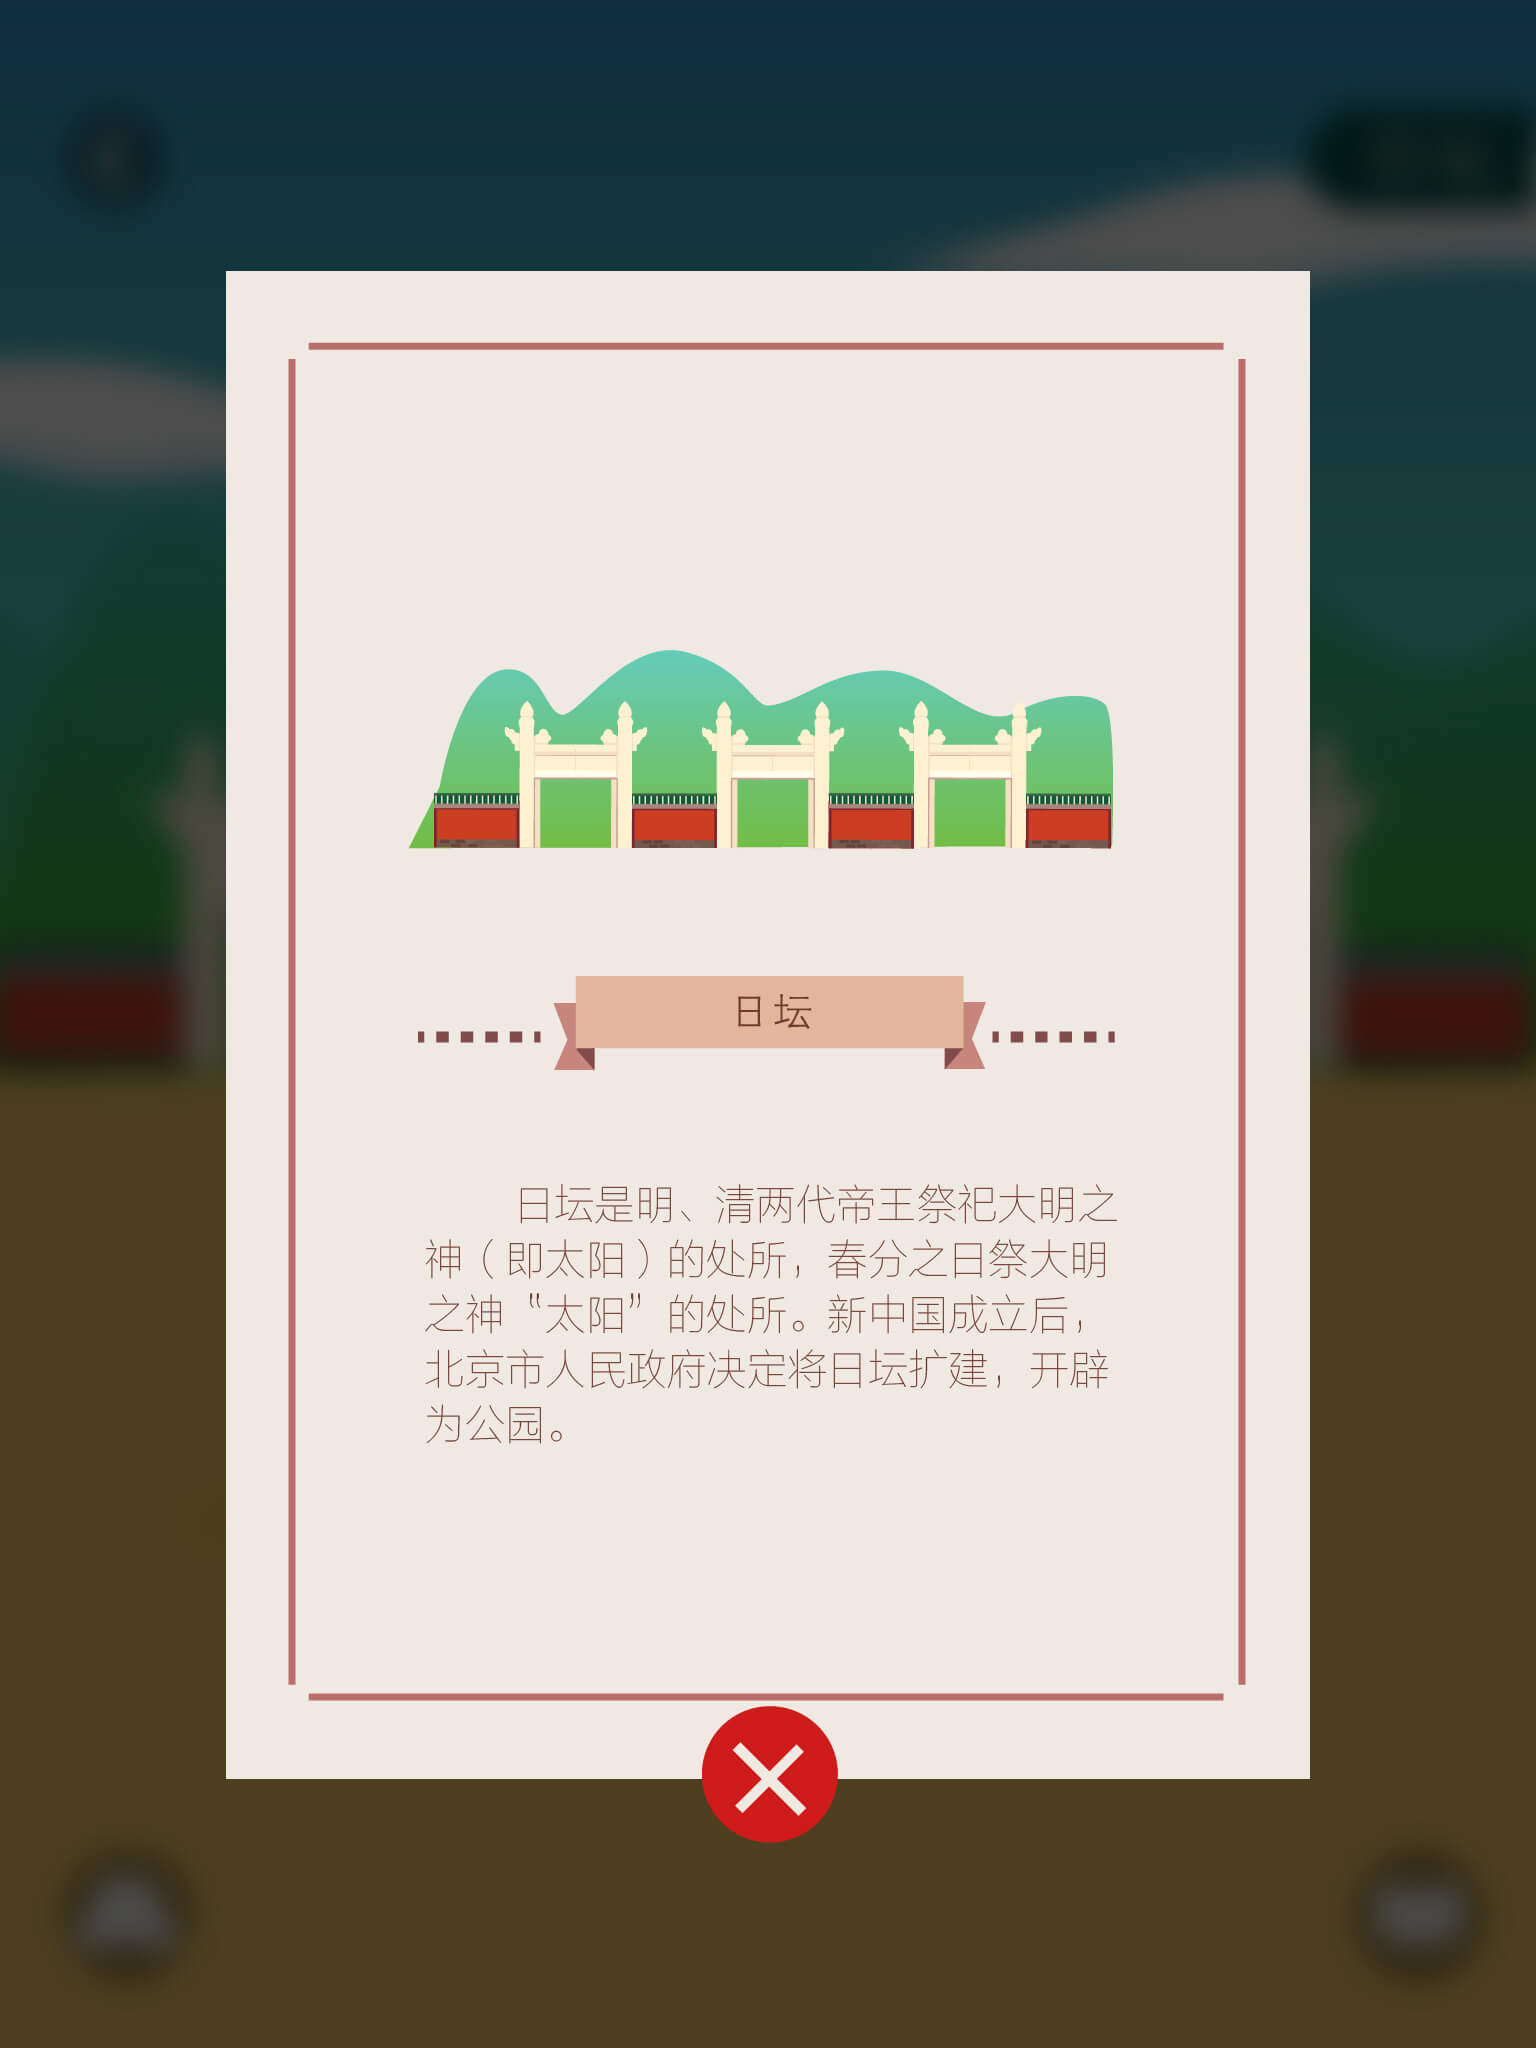 日坛
日坛是明、清两代帝王祭祀大明之
神（即太阳）的处所，春分之日祭大明
之神“太阳”的处所。新中国成立后，
北京市人民政府决定将日坛扩建，开辟
为公园。